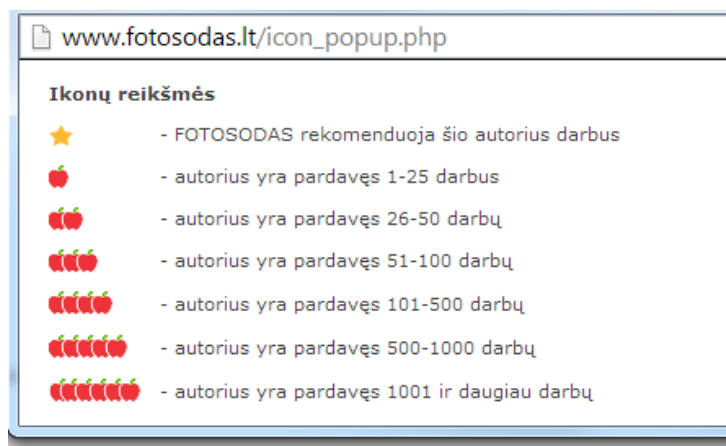 www.fotosodas.lt/icon_popup.php
Ikonų reikšmės
- FOTOSODAS rekomenduoja šio autorius darbus
- autorius yra pardavęs 1-25 darbus
- autorius yra pardavęs 26-50 darbų
- autorius yra pardavęs 51-100 darbų
- autorius yra pardavęs 101-500 darbų
- autorius yra pardavęs 500-1000 darbų
- autorius yra pardavęs 1001 ir daugiau darbų